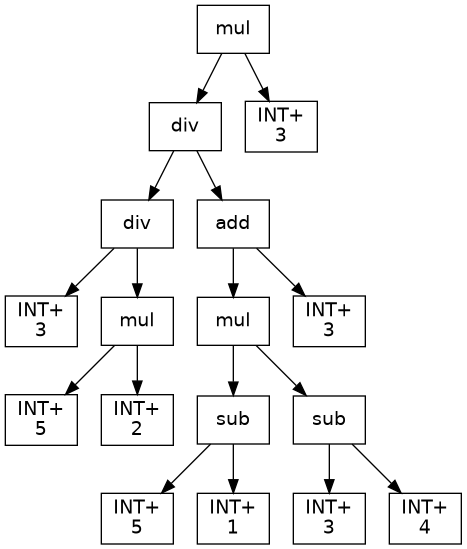 mul
div
INT+
3
div
add
INT+
3
mul
mul
INT+
3
INT+
5
INT+
2
sub
sub
INT+
5
INT+
1
INT+
3
INT+
4